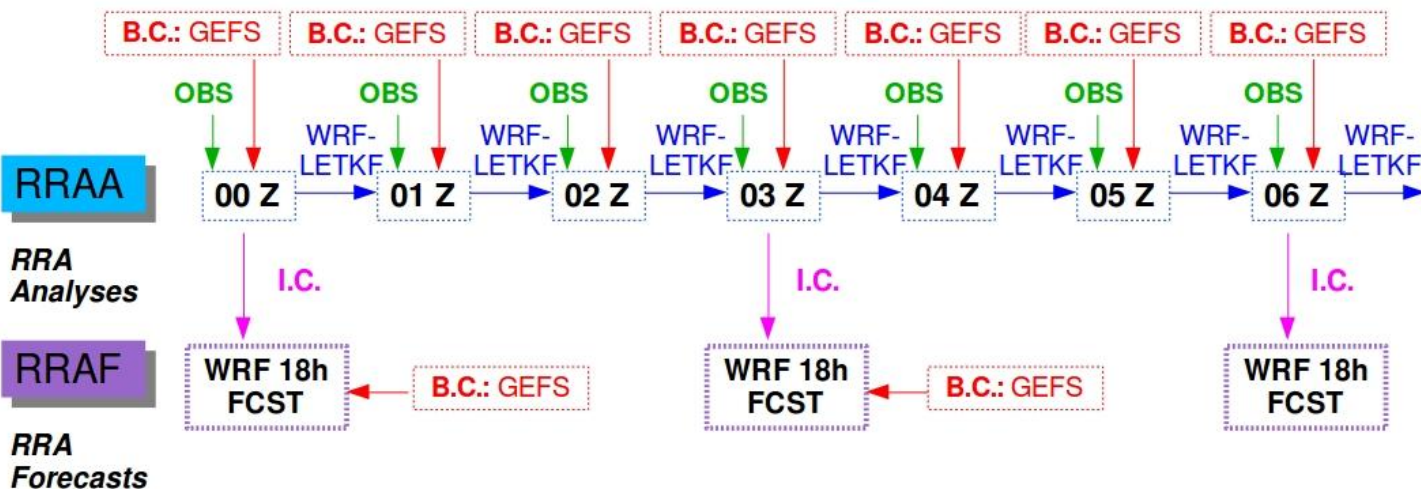 B.C.: GEFS B.C.: GEFS B.C.: GEFS B.C.: GEFS B.C.: GEFS B.C.: GEFS B.C.: GEFS
OBS OBS OBS OBS OBS OBS OBS
WRF- WRF- WRF- WRF- WRF- WRF- WRF-
LETKF LETKF LETKF LETKF LETKF LETKF LETKF
RRAA 00 Z 01 Z 02 Z 03 Z 04 Z 05 Z 06 Z
RRA
Analyses
I.C. I.C. I.C.
RRAF
WRF 18h WRF 18h WRF 18h
FCST B.C.: GEFS FCST B.C.: GEFS FCST
RRA
Forecasts